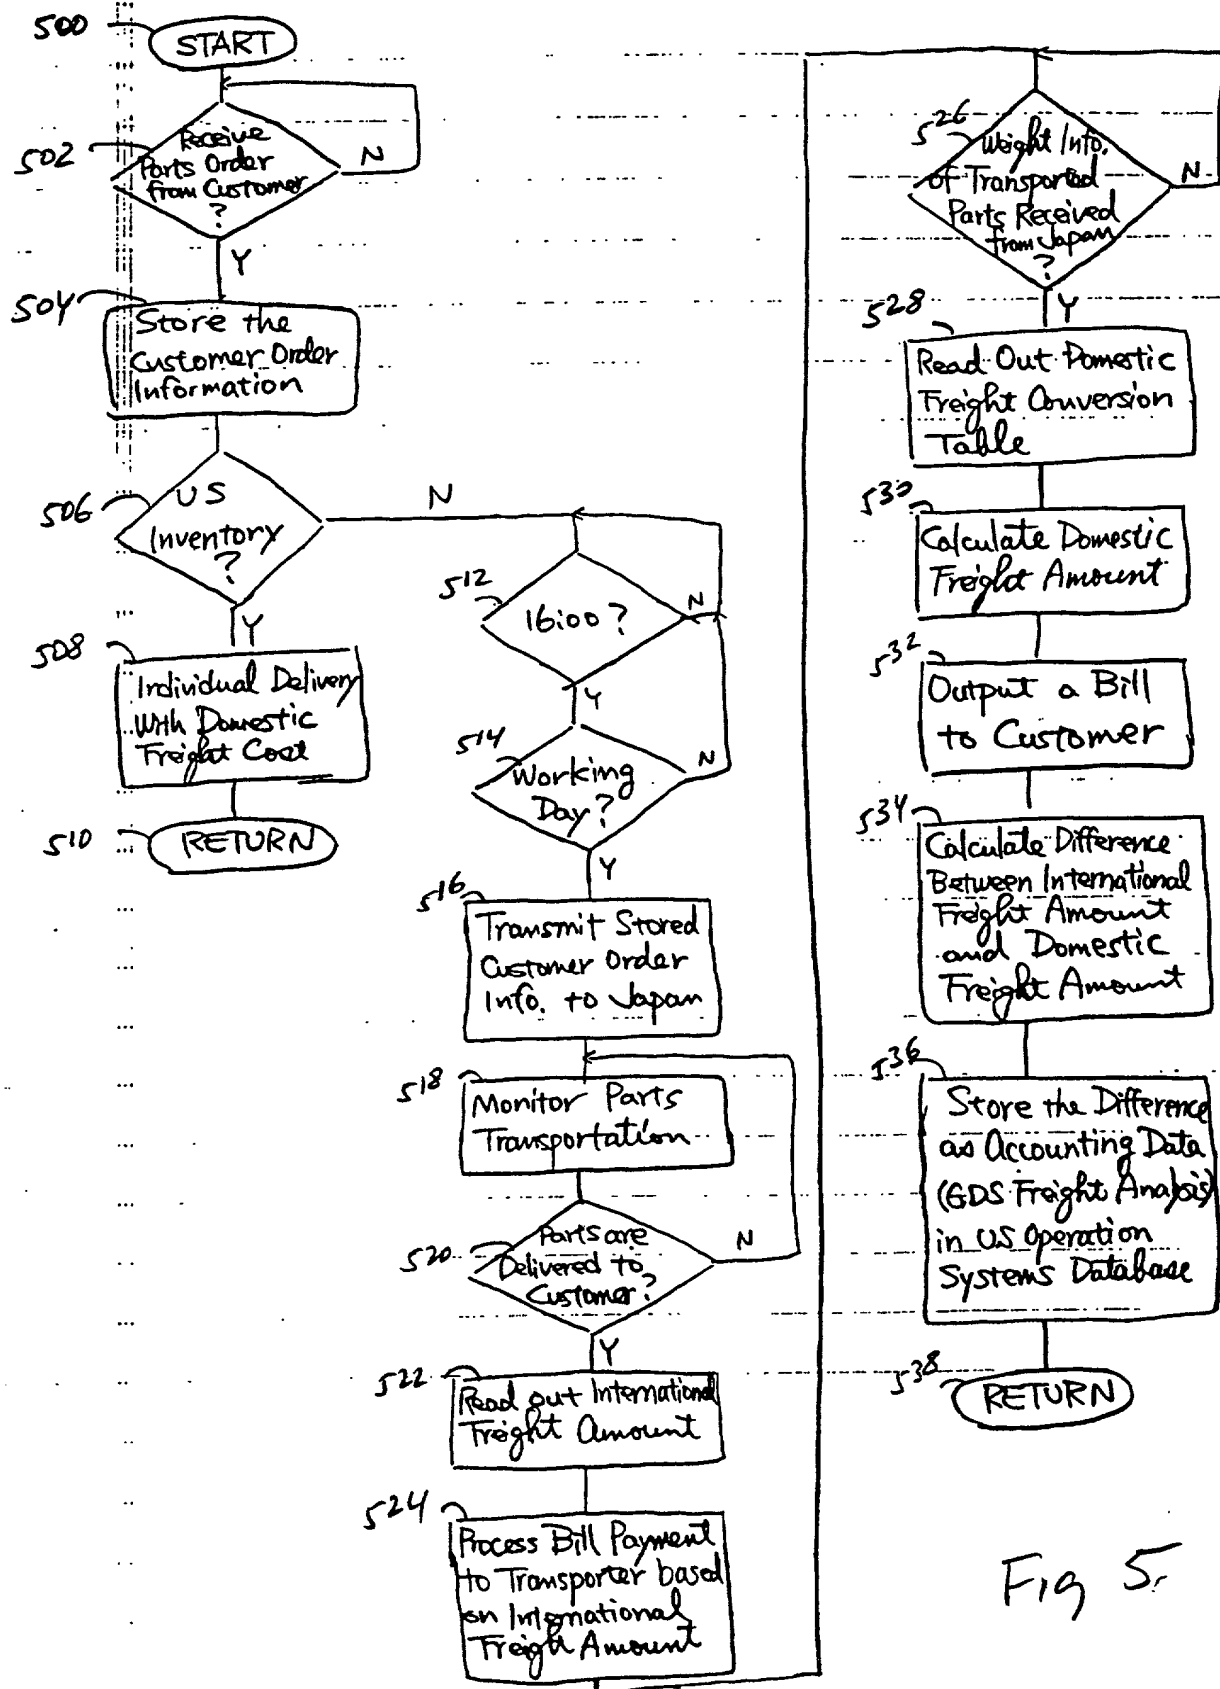 500
START
502
Receive
Parts Order
from Customer
?
N
Y
504
Store the
Customer Order
Information
506
US
Inventory
?
N
Y
508
Individual Delivery
With Domestic
Freight Cost
510
RETURN
512
16:00?
N
Y
514
Working
Day?
N
Y
516
Transmit Stored
Customer Order
Info. to Japan
518
Monitor Parts
Transportation
520
Parts are
Delivered to
Customer?
N
Y
522
Read out International
Freight Amount
524
Process Bill Payment
to Transporter based
on International
Freight Amount
526
Weight Info.
of Transported
Parts Received
from Japan
?
N
Y
528
Read Out Domestic
Freight Conversion
Table
530
Calculate Domestic
Freight Amount
532
Output a Bill
to Customer
534
Calculate Difference
Between International
Freight Amount
and Domestic
Freight Amount
536
Store the Difference
as Accounting Data
(GDS Freight Analysis)
in US Operation
Systems Database
538
RETURN
Fig 5.